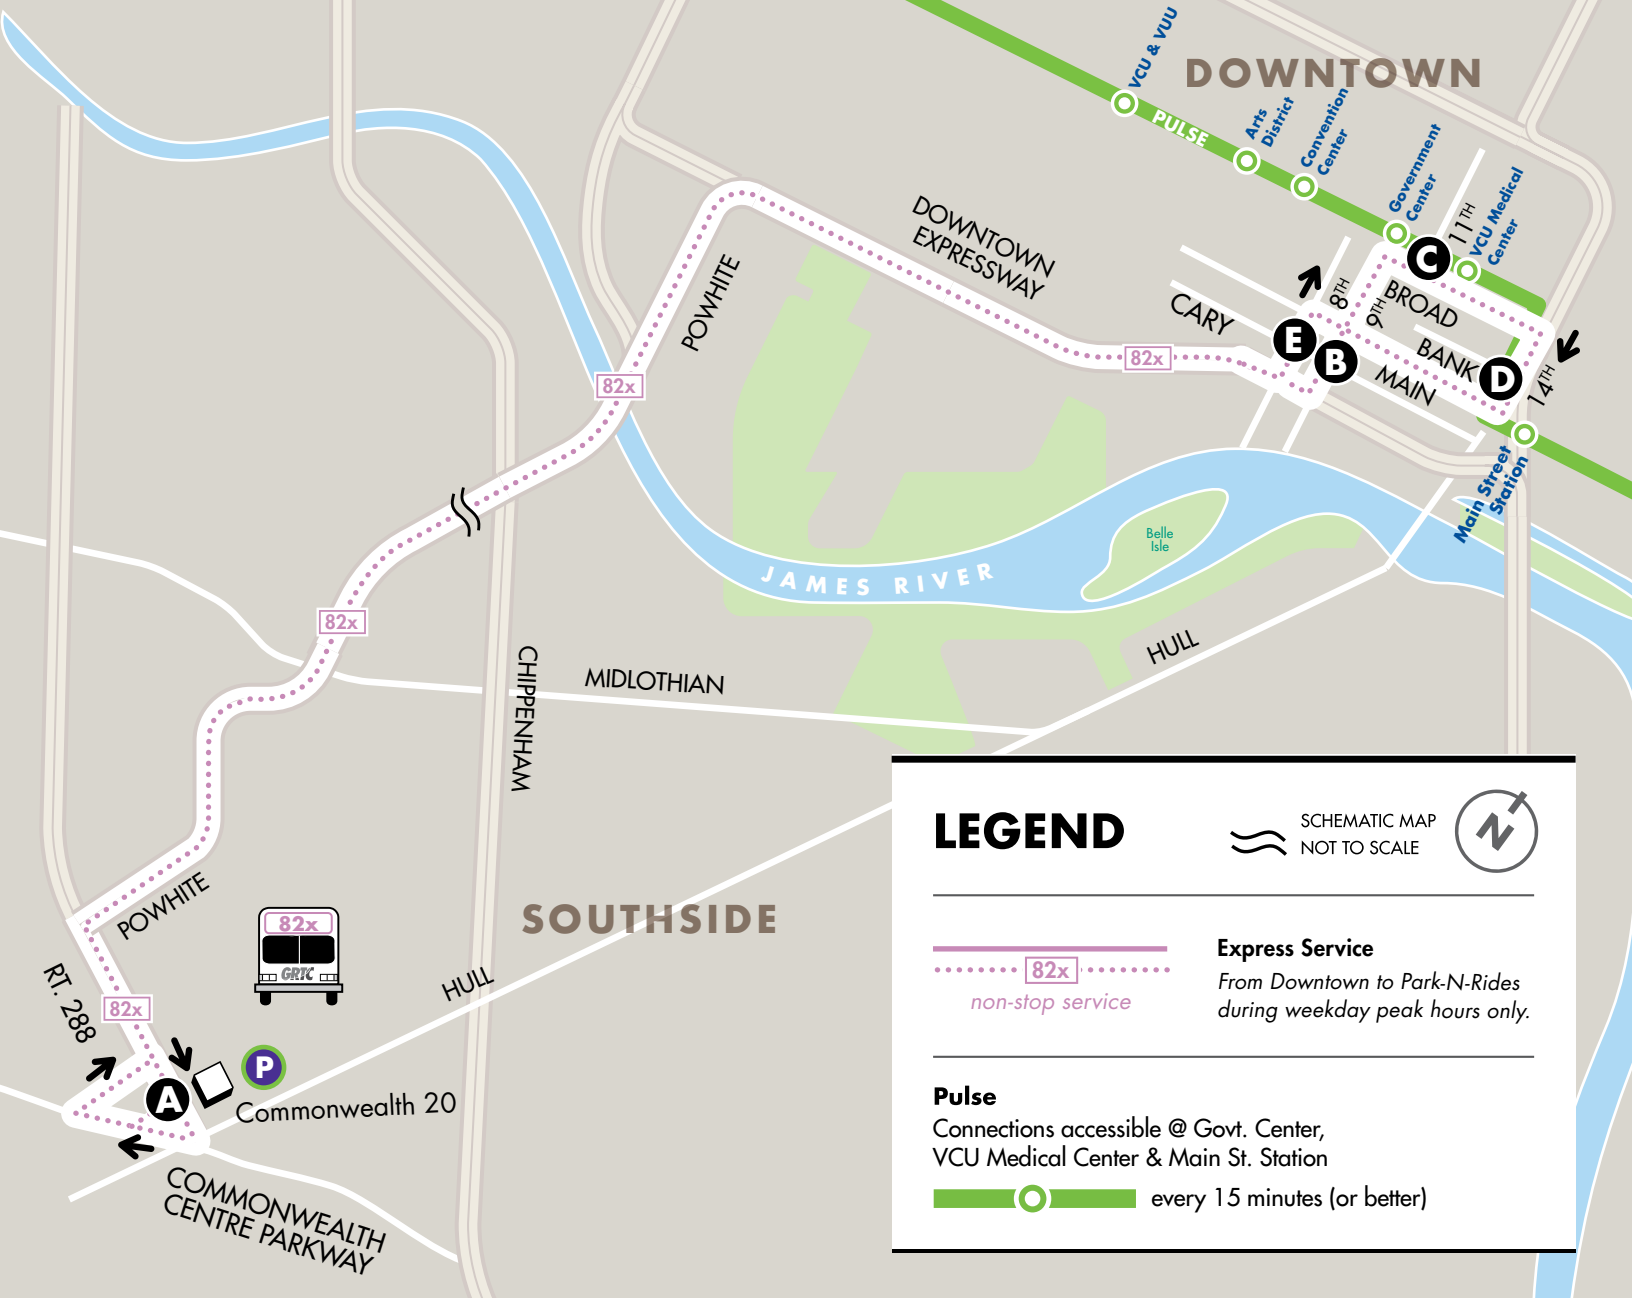 VCU & VUU
DOWNTOWN
PULSE
Arts
District
Convention
Center
Government
Center
11TH
VCU Medical
Center
DOWNTOWN
EXPRESSWAY
POWHITE
CARY
8TH
9TH
BROAD
BANK
MAIN
14TH
C
E
B
D
82x
82x
Main Street
Station
Belle
Isle
JAMES RIVER
HULL
82x
MIDLOTHIAN
CHIPPENHAM
POWHITE
SOUTHSIDE
82x
GRTC
HULL
RT. 288
82x
P
A
Commonwealth 20
COMMONWEALTH
CENTRE PARKWAY
LEGEND
SCHEMATIC MAP
NOT TO SCALE
N
82x
non-stop service
Express Service
From Downtown to Park-N-Rides
during weekday peak hours only.
Pulse
Connections accessible @ Govt. Center,
VCU Medical Center & Main St. Station
every 15 minutes (or better)